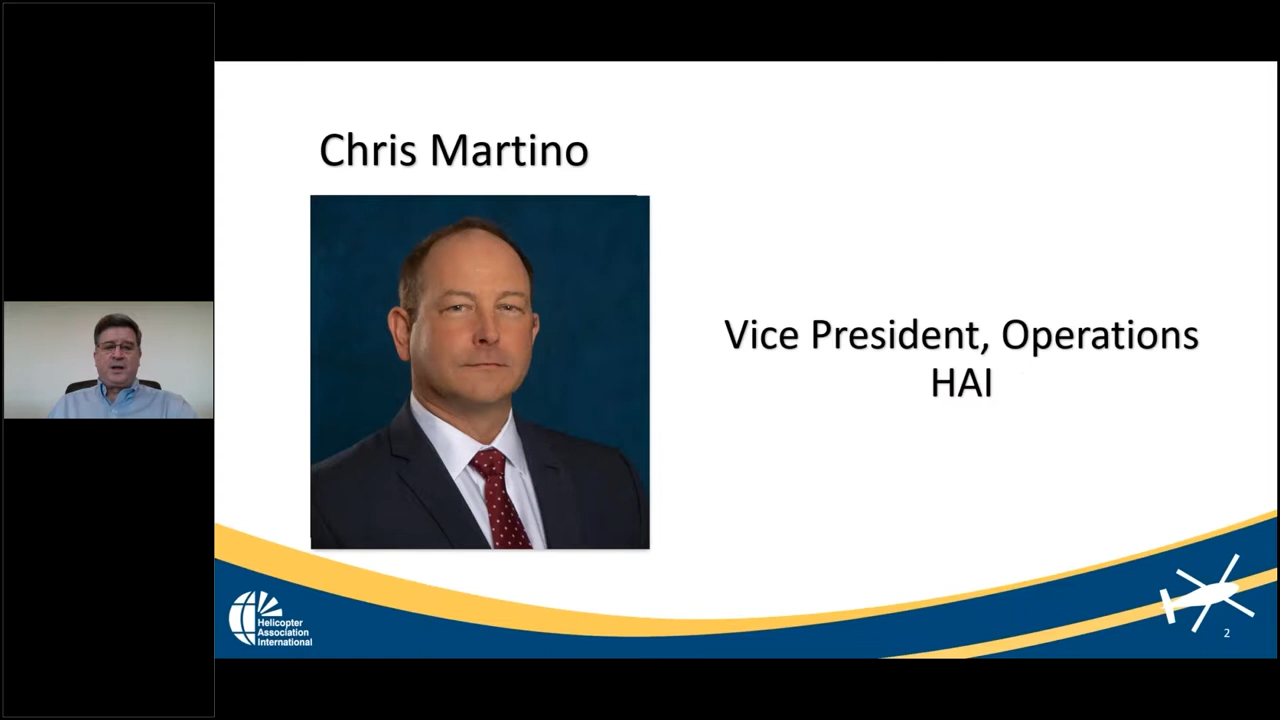 Chris Martino
Vice President, Operations
HAI
Helicopter
Association
International
2